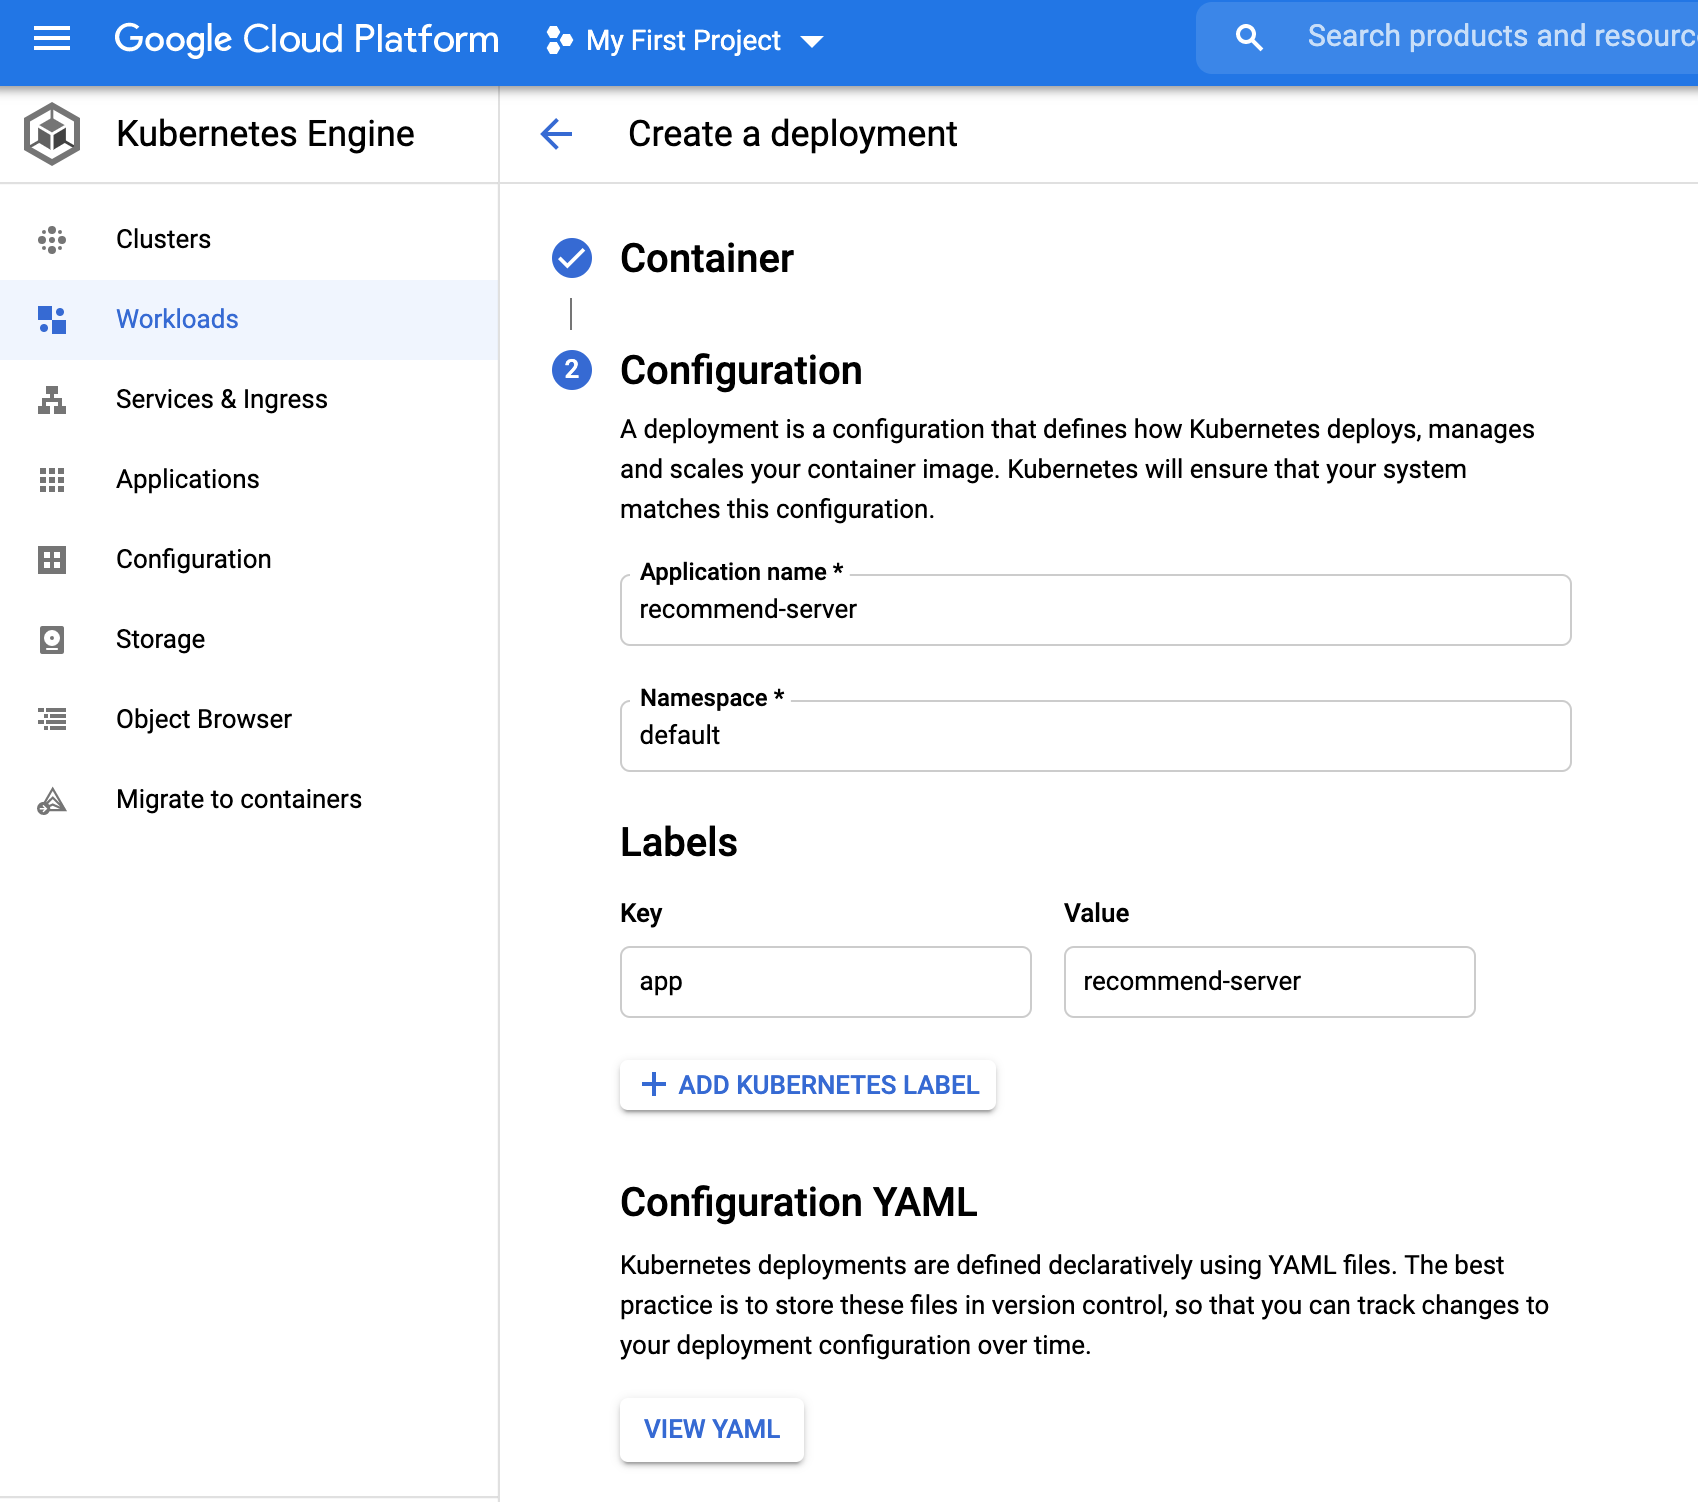 Google Cloud Platform
My First Project
Search products and resourc
Kubernetes Engine
Create a deployment
Clusters
Workloads
Services & Ingress
Applications
Configuration
Storage
Object Browser
Migrate to containers
Container
2
Configuration
A deployment is a configuration that defines how Kubernetes deploys, manages
and scales your container image. Kubernetes will ensure that your system
matches this configuration.
Application name *
recommend-server
Namespace *
default
Labels
Key
Value
app
recommend-server
ADD KUBERNETES LABEL
Configuration YAML
Kubernetes deployments are defined declaratively using YAML files. The best
practice is to store these files in version control, so that you can track changes to
your deployment configuration over time.
VIEW YAML